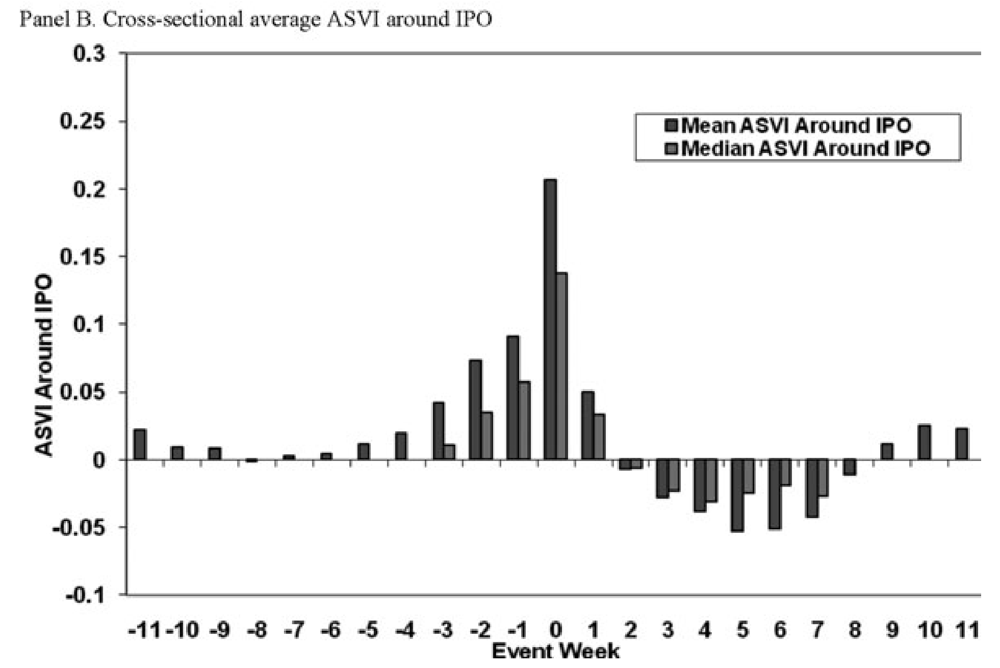 Panel B. Cross-sectional average ASVI around IPO
0.3
0.25
0.2
0.15
0.1
0.05
0
-0.05
-0.1
ASVI Around IPO
Mean ASVI Around IPO
Median ASVI Around IPO
-11 -10 -9 -8 -7 -6 -5 -4 -3 -2 -1 0 1 2 3 4 5 6 7 8 9 10 11
Event Week